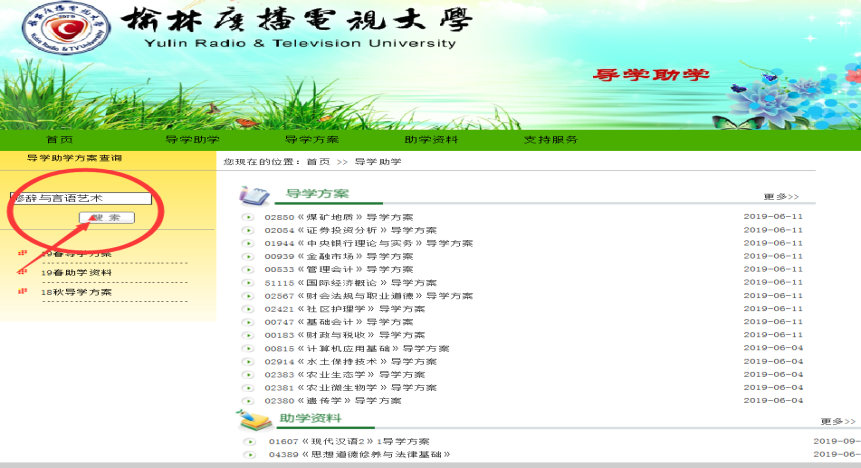 榆林广播電視大學
Yulin Radio & Television University
导学助学
首页 导学助学 导学方案 助学资料 支持服务
导学助学方案查询
您现在的位置：首页 >> 导学助学
修辞与言语艺术
搜 索
19春导学方案
19春助学资料
18秋导学方案
导学方案 更多>>
02850《煤矿地质》导学方案 2019-06-11
02054《证券投资分析》导学方案 2019-06-11
01944《中央银行理论与实务》导学方案 2019-06-11
00939《金融市场》导学方案 2019-06-11
00533《管理会计》导学方案 2019-06-11
51115《国际经济概论》导学方案 2019-06-11
02567《财会法规与职业道德》导学方案 2019-06-11
02421《社区护理学》导学方案 2019-06-11
00747《基础会计》导学方案 2019-06-11
00183《财政与税收》导学方案 2019-06-11
00815《计算机应用基础》导学方案 2019-06-04
02914《水土保持技术》导学方案 2019-06-04
02383《农业生态学》导学方案 2019-06-04
02381《农业微生物学》导学方案 2019-06-04
02380《遗传学》导学方案 2019-06-04
助学资料 更多>>
01607《现代汉语2》1导学方案 2019-09-
04389《思想道德修养与法律基础》 2019-06-